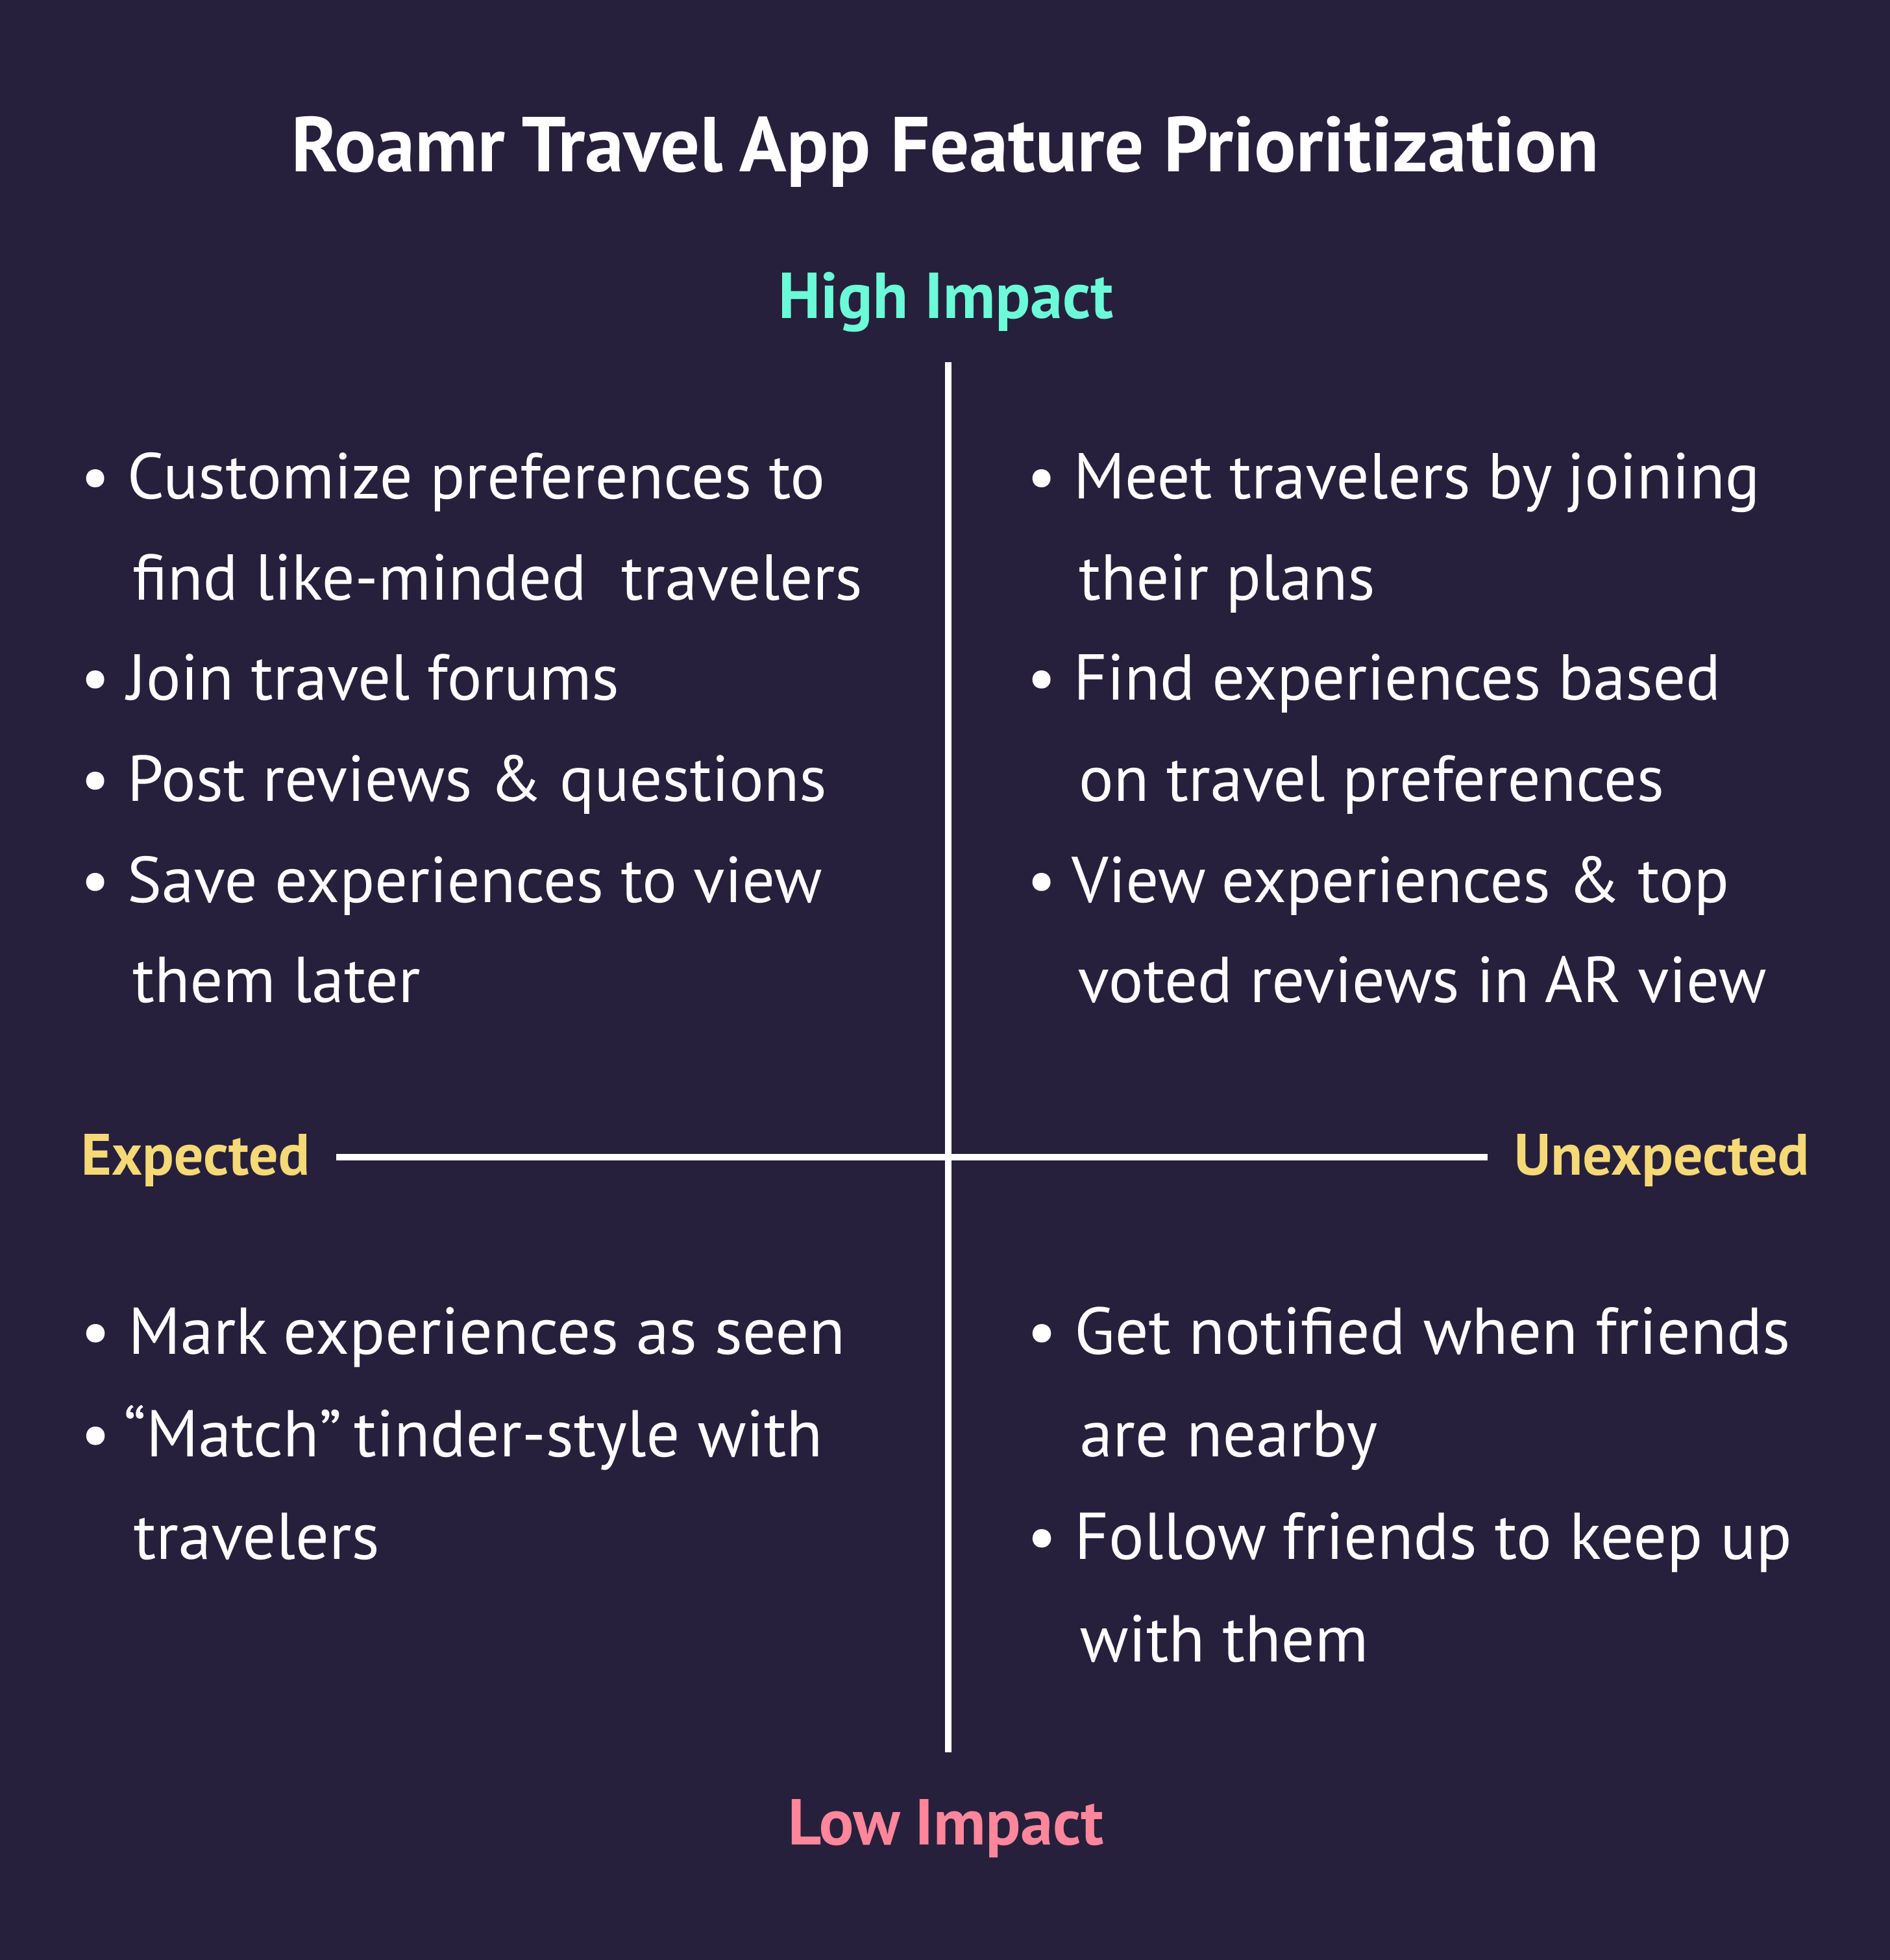 Roamr Travel App Feature Prioritization
High Impact
• Customize preferences to
find like-minded  travelers
• Join travel forums
• Post reviews & questions
• Save experiences to view
them later
• Meet travelers by joining
their plans
• Find experiences based
on travel preferences
• View experiences & top
voted reviews in AR view
Expected
Unexpected
• Mark experiences as seen
• “Match” tinder-style with
travelers
• Get notified when friends
are nearby
• Follow friends to keep up
with them
Low Impact